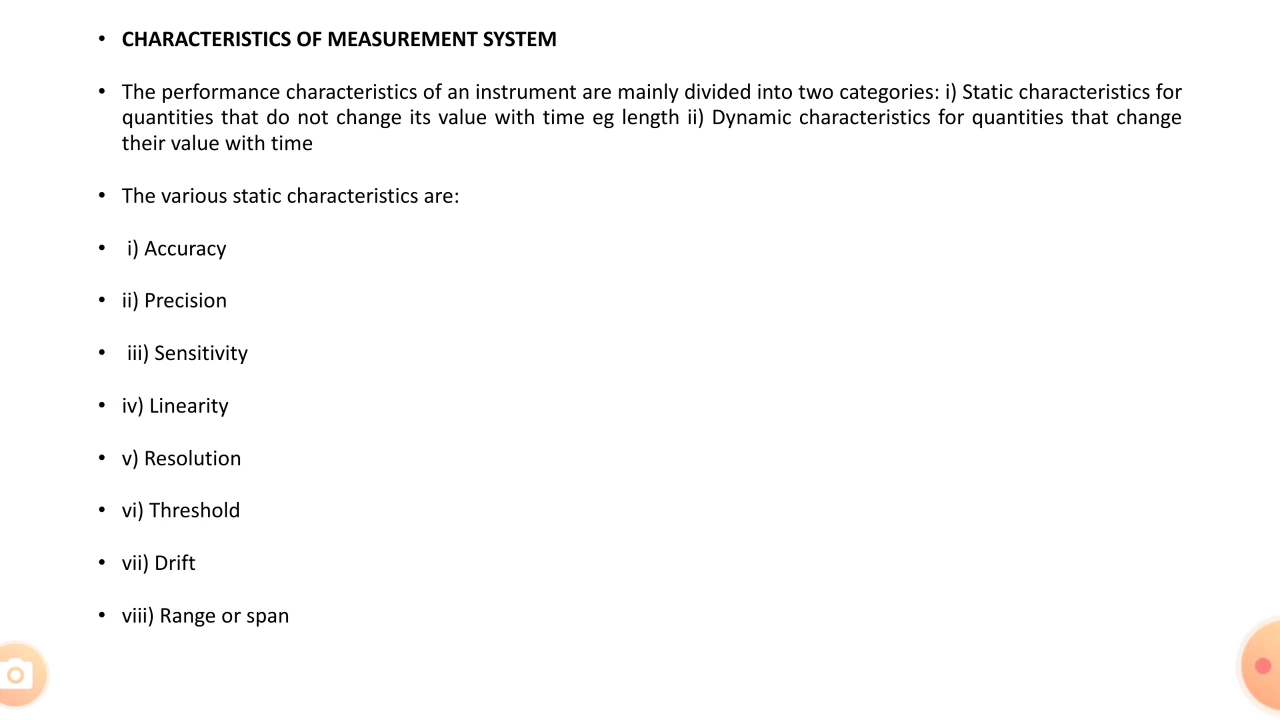 • CHARACTERISTICS OF MEASUREMENT SYSTEM
• The performance characteristics of an instrument are mainly divided into two categories: i) Static characteristics for
quantities that do not change its value with time eg length ii) Dynamic characteristics for quantities that change
their value with time
• The various static characteristics are:
• i) Accuracy
• ii) Precision
• iii) Sensitivity
• iv) Linearity
• v) Resolution
• vi) Threshold
• vii) Drift
• viii) Range or span